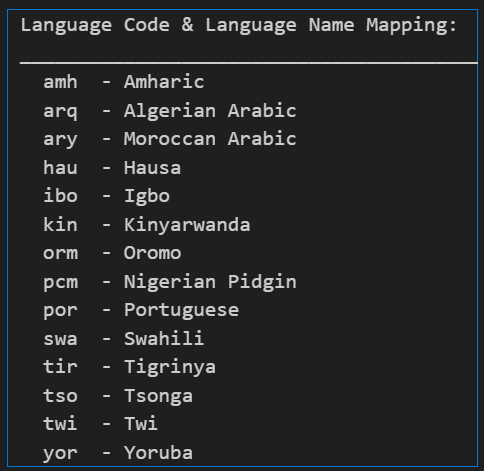 Language Code & Language Name Mapping:
amh - Amharic
arq - Algerian Arabic
ary - Moroccan Arabic
hau - Hausa
ibo - Igbo
kin - Kinyarwanda
orm - Oromo
pcm - Nigerian Pidgin
por - Portuguese
swa - Swahili
tir - Tigrinya
tso - Tsonga
twi - Twi
yor - Yoruba